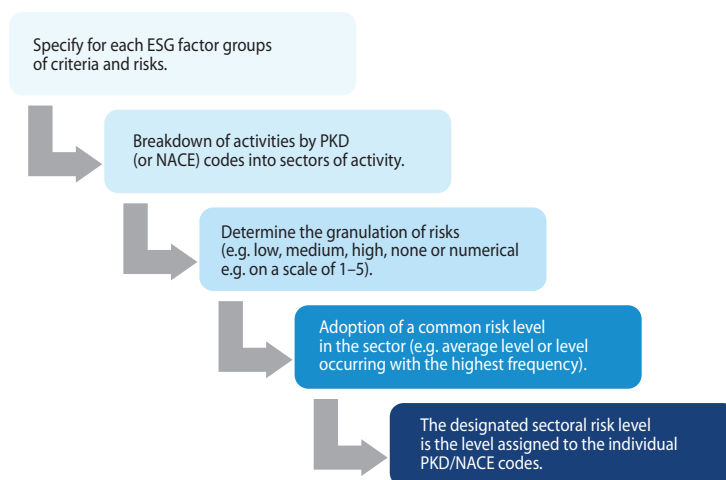 Specify for each ESG factor groups
of criteria and risks.
Breakdown of activities by PKD
(or NACE) codes into sectors of activity.
Determine the granulation of risks
(e.g. low, medium, high, none or numerical
e.g. on a scale of 1–5).
Adoption of a common risk level
in the sector (e.g. average level or level
occurring with the highest frequency).
The designated sectoral risk level
is the level assigned to the individual
PKD/NACE codes.